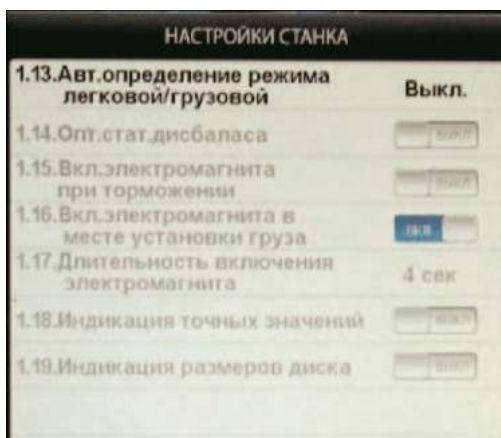 НАСТРОЙКИ СТАНКА
1.13.Авт.определение режима
легковой/грузовой
Выкл.
1.14.Опт.стат.дисбаласа
ВЫКЛ
1.15.Вкл.электромагнита
при торможении
ВЫКЛ
1.16.Вкл.электромагнита в
месте установки груза
ВКЛ
1.17.Длительность включения
электромагнита
4 сек
1.18.Индикация точных значений
ВЫКЛ
1.19.Индикация размеров диска
ВЫКЛ